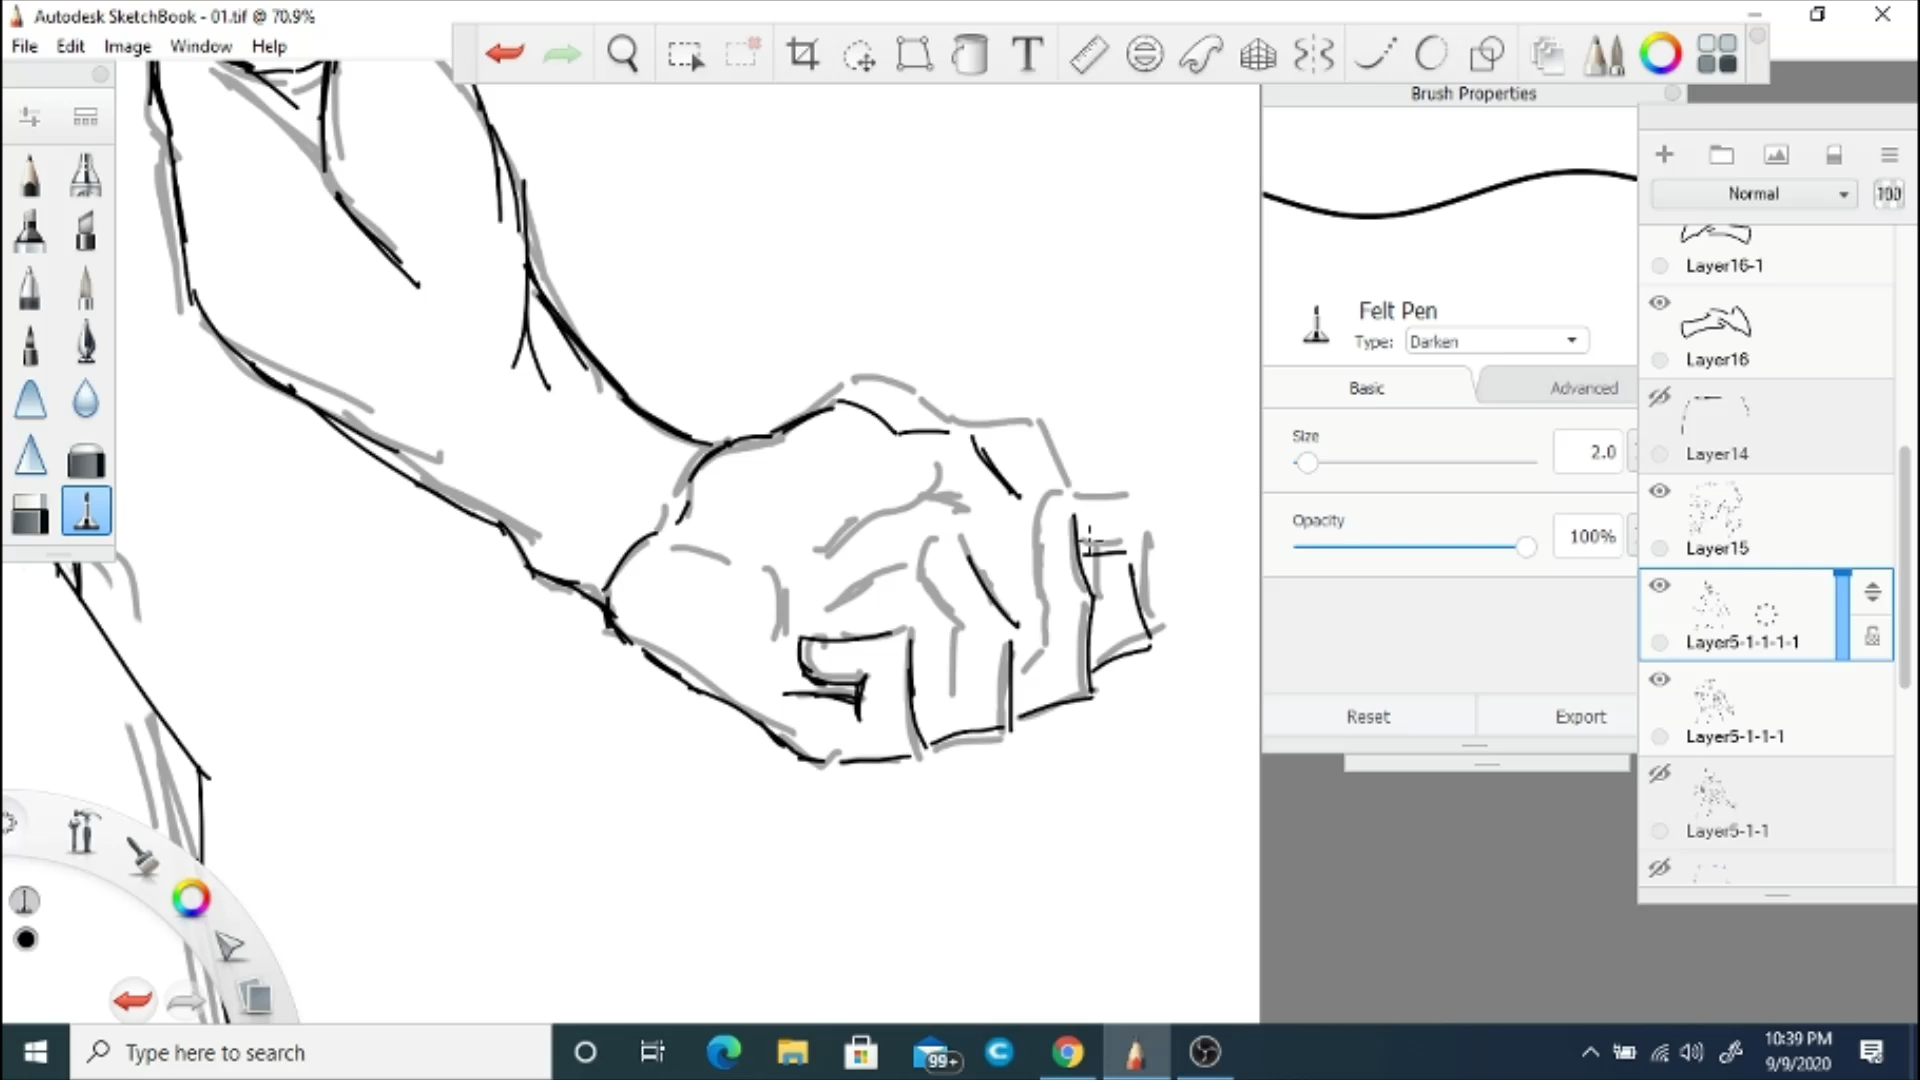 Autodesk SketchBook - 01.tif @ 70.9%
File Edit Image Window Help
T
Brush Properties
Normal
100
Layer16-1
Felt Pen
Type: Darken
Layer16
Basic Advanced
Layer14
Size
2.0
Opacity
100%
Layer15
Layer5-1-1-1-1
Reset Export
Layer5-1-1-1
Layer5-1-1
Type here to search
99+
10:39 PM
9/9/2020